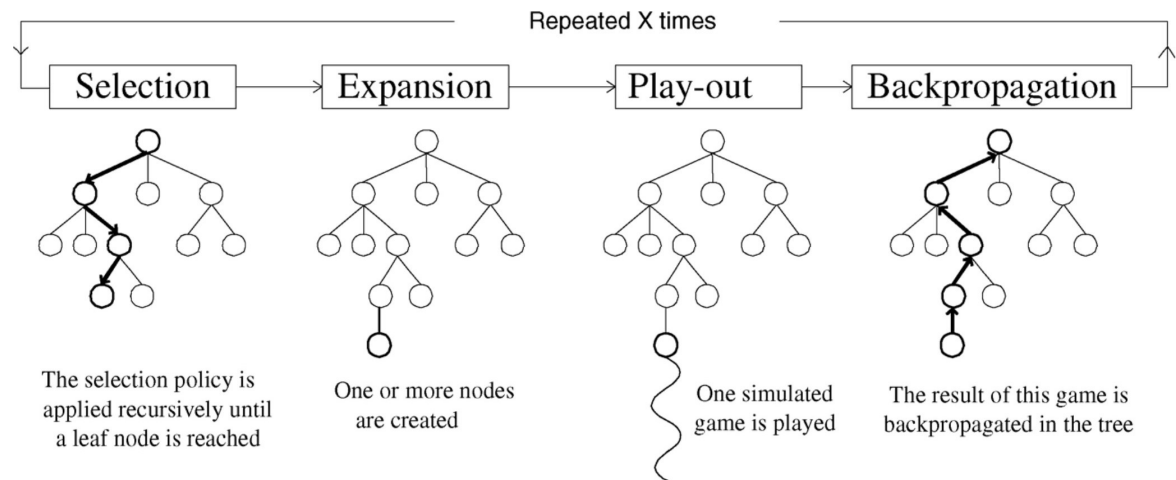 Repeated X times
Selection
Expansion
Play-out
Backpropagation
The selection policy is
applied recursively until
a leaf node is reached
One or more nodes
are created
One simulated
game is played
The result of this game is
backpropagated in the tree